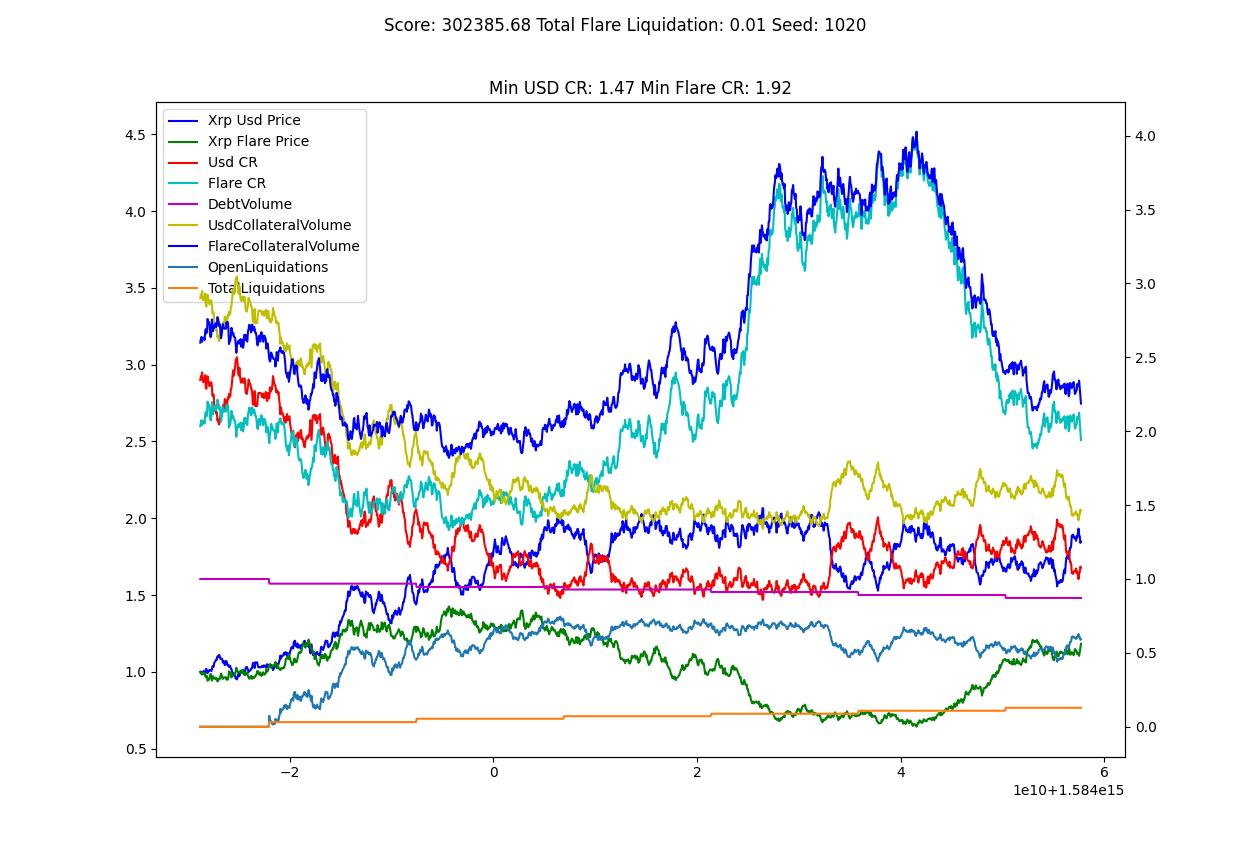 Score: 302385.68 Total Flare Liquidation: 0.01 Seed: 1020
Min USD CR: 1.47 Min Flare CR: 1.92
Xrp Usd Price
Xrp Flare Price
Usd CR
Flare CR
DebtVolume
UsdCollateralVolume
FlareCollateralVolume
OpenLiquidations
TotalLiquidations
4.5
4.0
3.5
3.0
2.5
2.0
1.5
1.0
0.5
4.0
3.5
3.0
2.5
2.0
1.5
1.0
0.5
0.0
−2
0
2
4
6
1e10+1.584e15